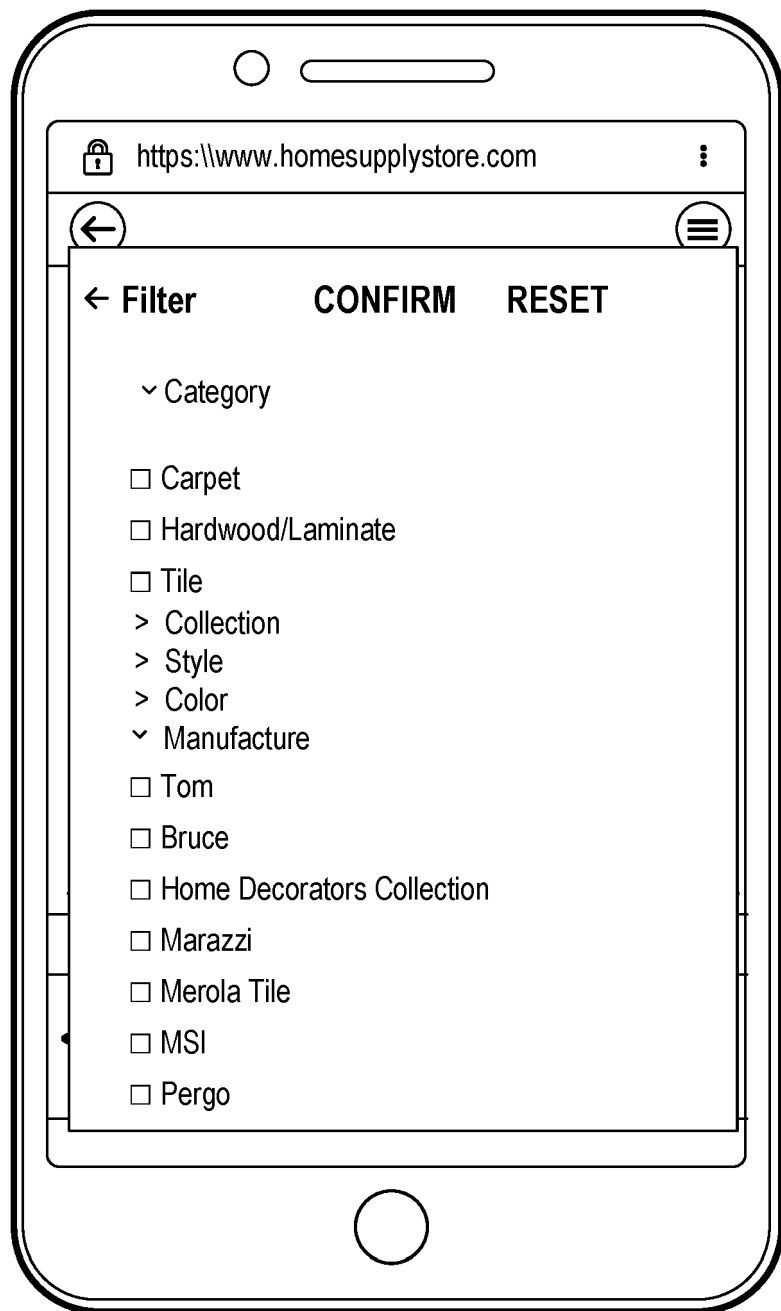 https:\\www.homesupplystore.com
← Filter CONFIRM RESET
Category
Carpet
Hardwood/Laminate
Tile
> Collection
> Style
> Color
Manufacture
Tom
Bruce
Home Decorators Collection
Marazzi
Merola Tile
MSI
Pergo